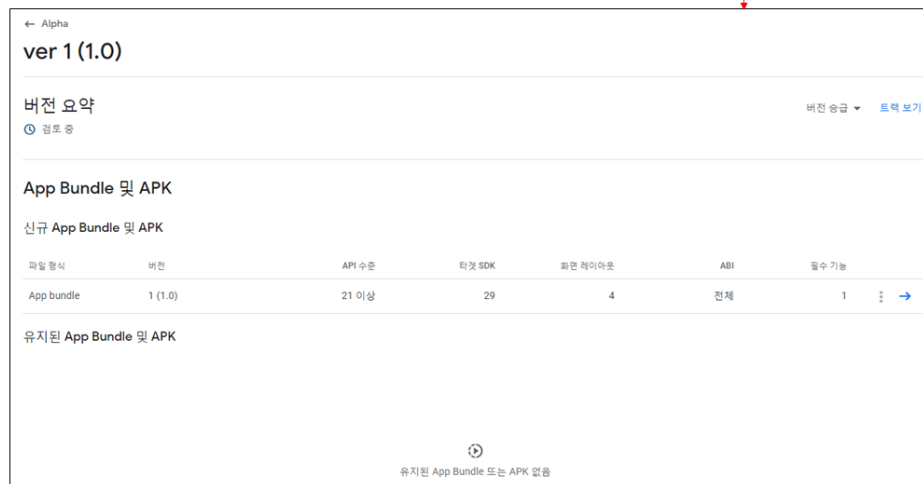 ← Alpha
ver 1 (1.0)
버전 요약
버전 승급 트랙 보기
검토 중
App Bundle 및 APK
신규 App Bundle 및 APK
파일 형식 버전 API 수준 타겟 SDK 화면 레이아웃 ABI 필수 기능
App bundle 1 (1.0) 21 이상 29 4 전체 1
유지된 App Bundle 및 APK
유지된 App Bundle 또는 APK 없음